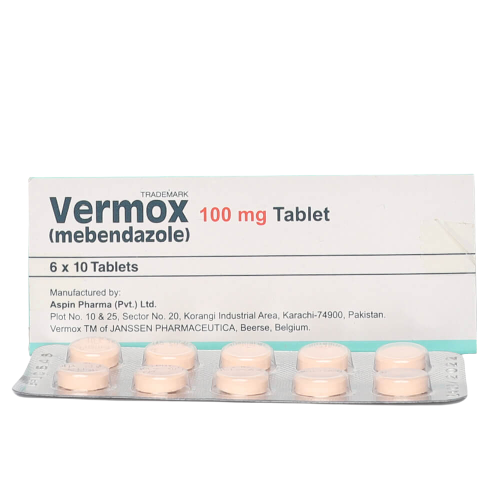 TRADEMARK
Vermox 100 mg Tablet
(mebendazole)
6 x 10 Tablets
Manufactured by:
Aspin Pharma (Pvt.) Ltd.
Plot No. 10 & 25, Sector No. 20, Korangi Industrial Area, Karachi-74900, Pakistan.
Vermox TM of JANSSEN PHARMACEUTICA, Beerse, Belgium.